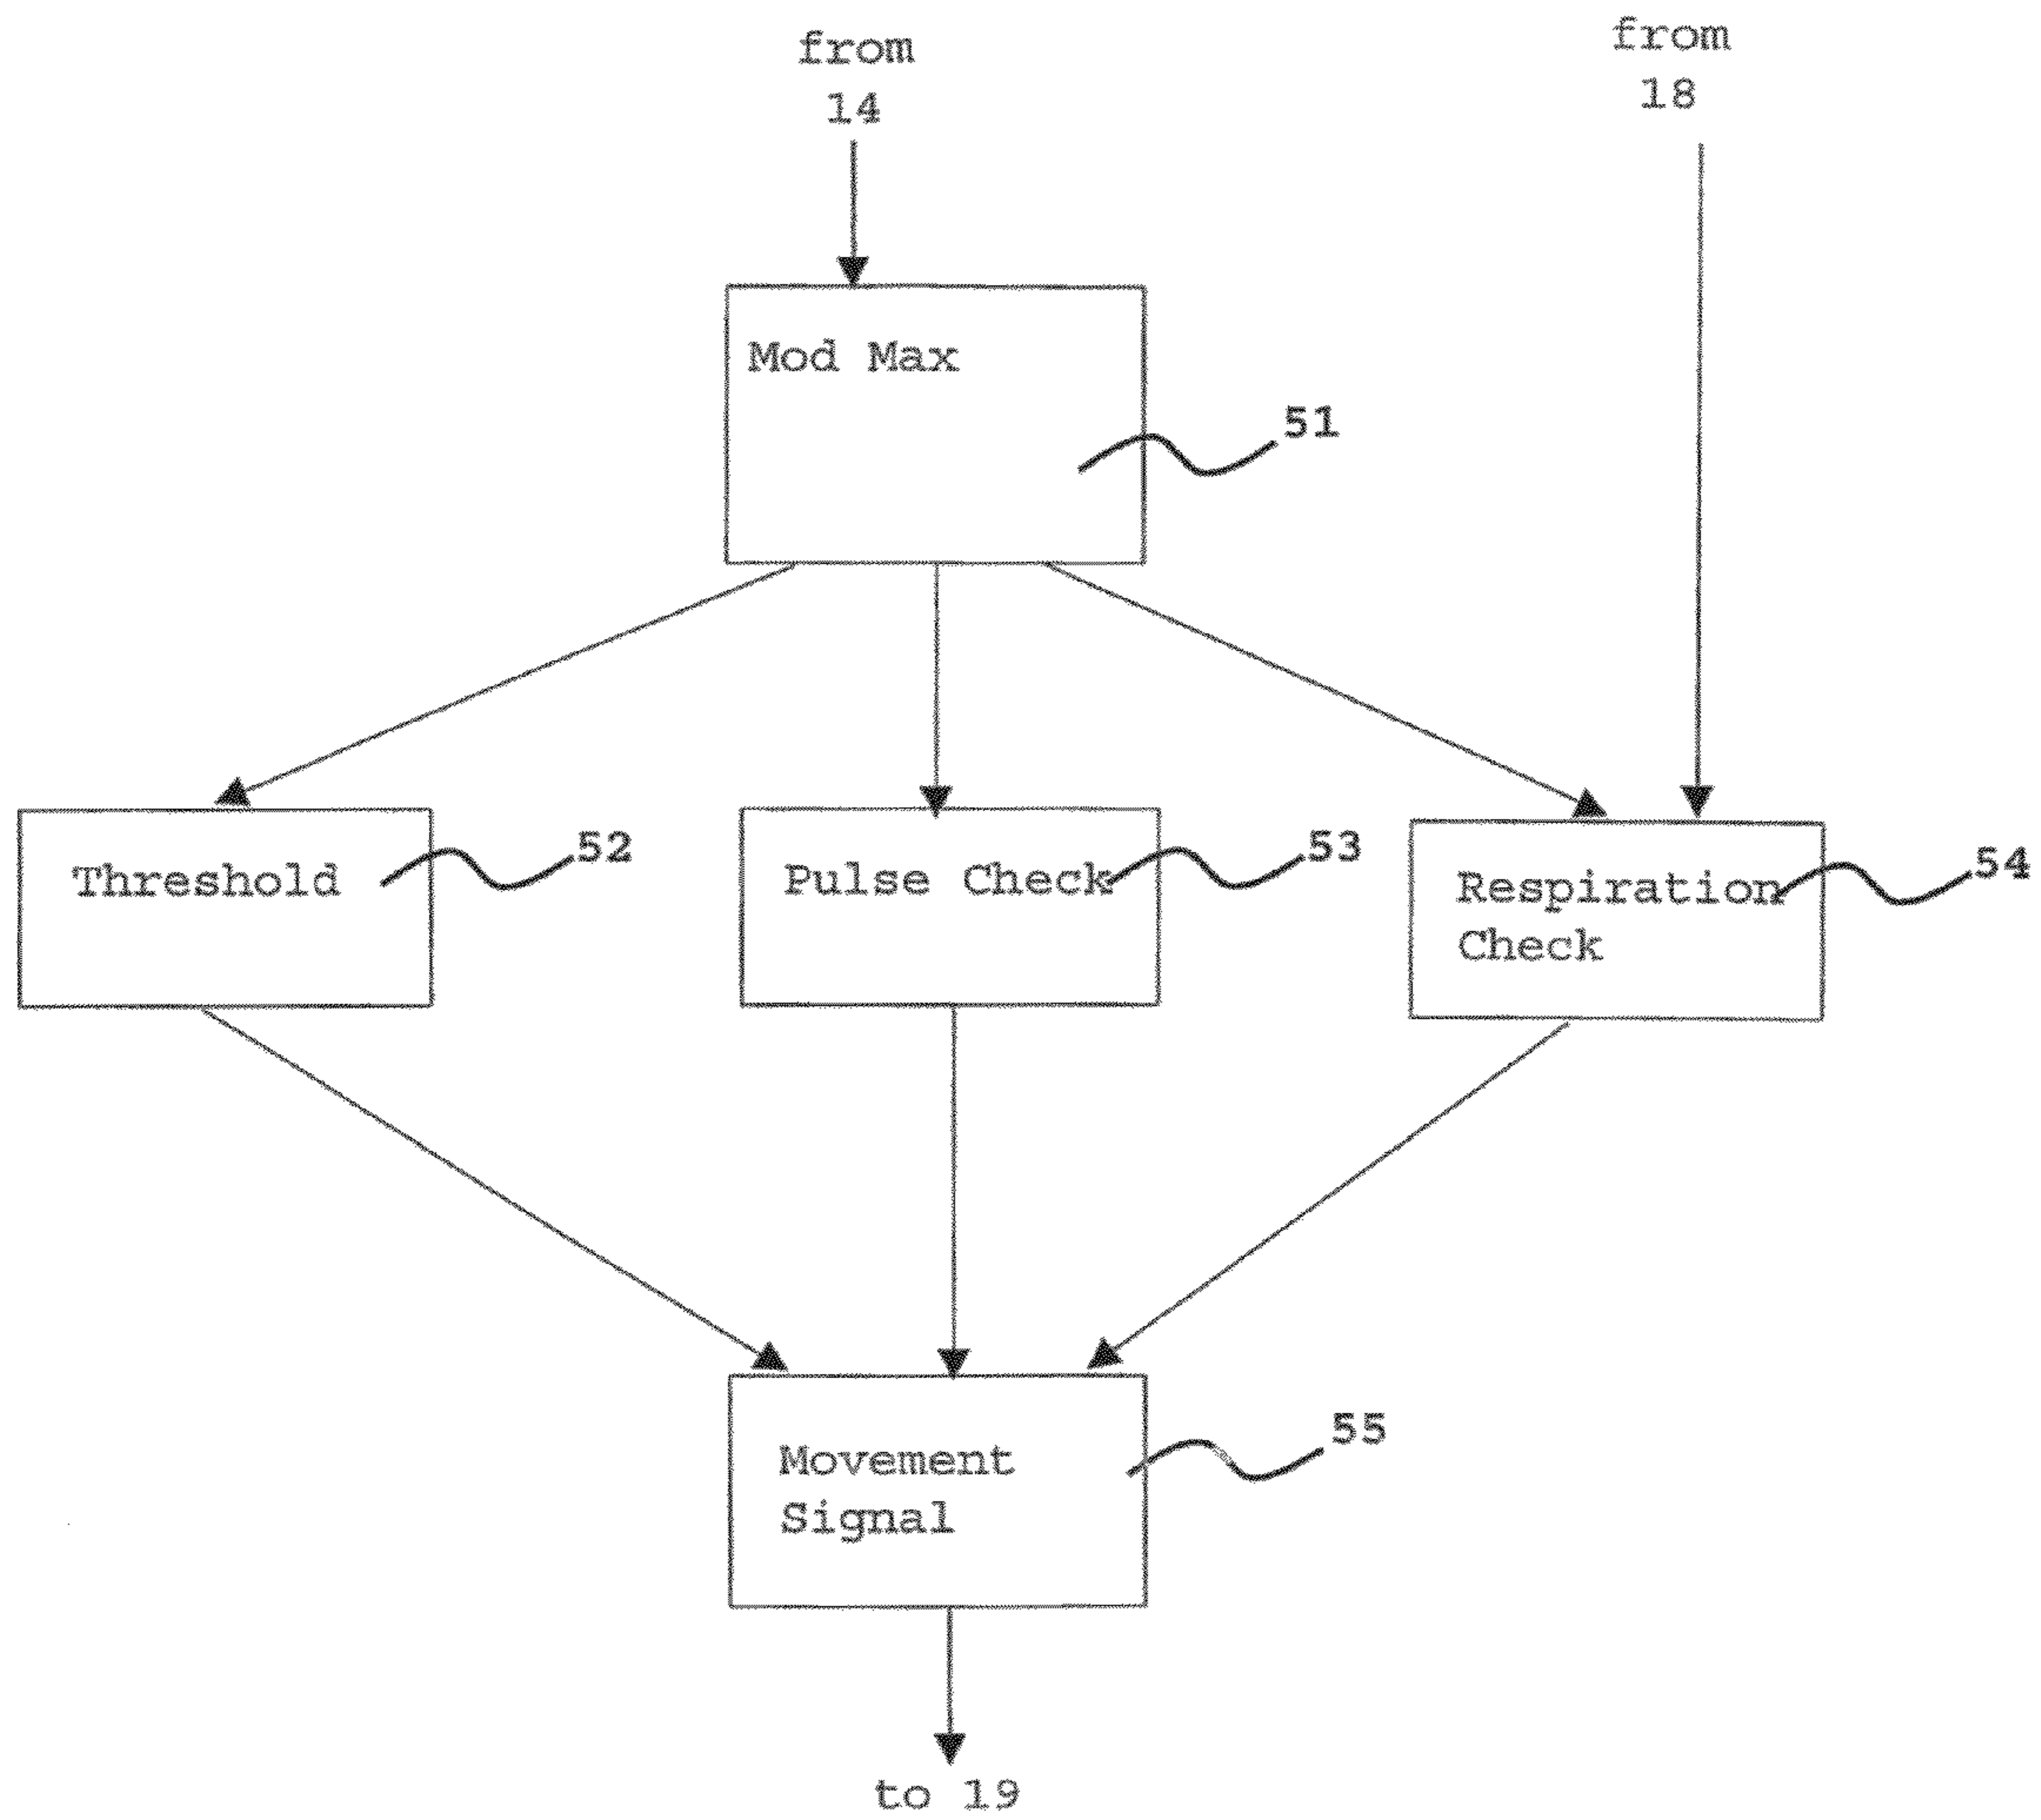 from
14
from
18
Mod Max
51
Threshold
52
Pulse Check
53
Respiration
Check
54
Movement
Signal
55
to 19